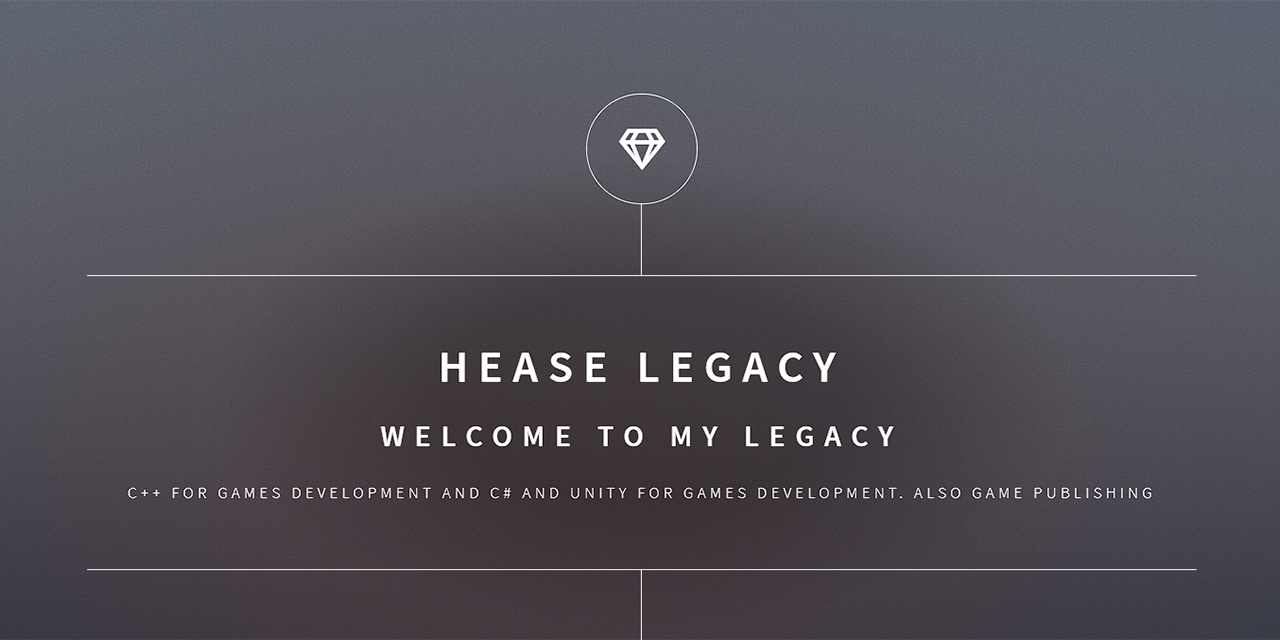 HEASE LEGACY
WELCOME TO MY LEGACY
C++ FOR GAMES DEVELOPMENT AND C# AND UNITY FOR GAMES DEVELOPMENT. ALSO GAME PUBLISHING